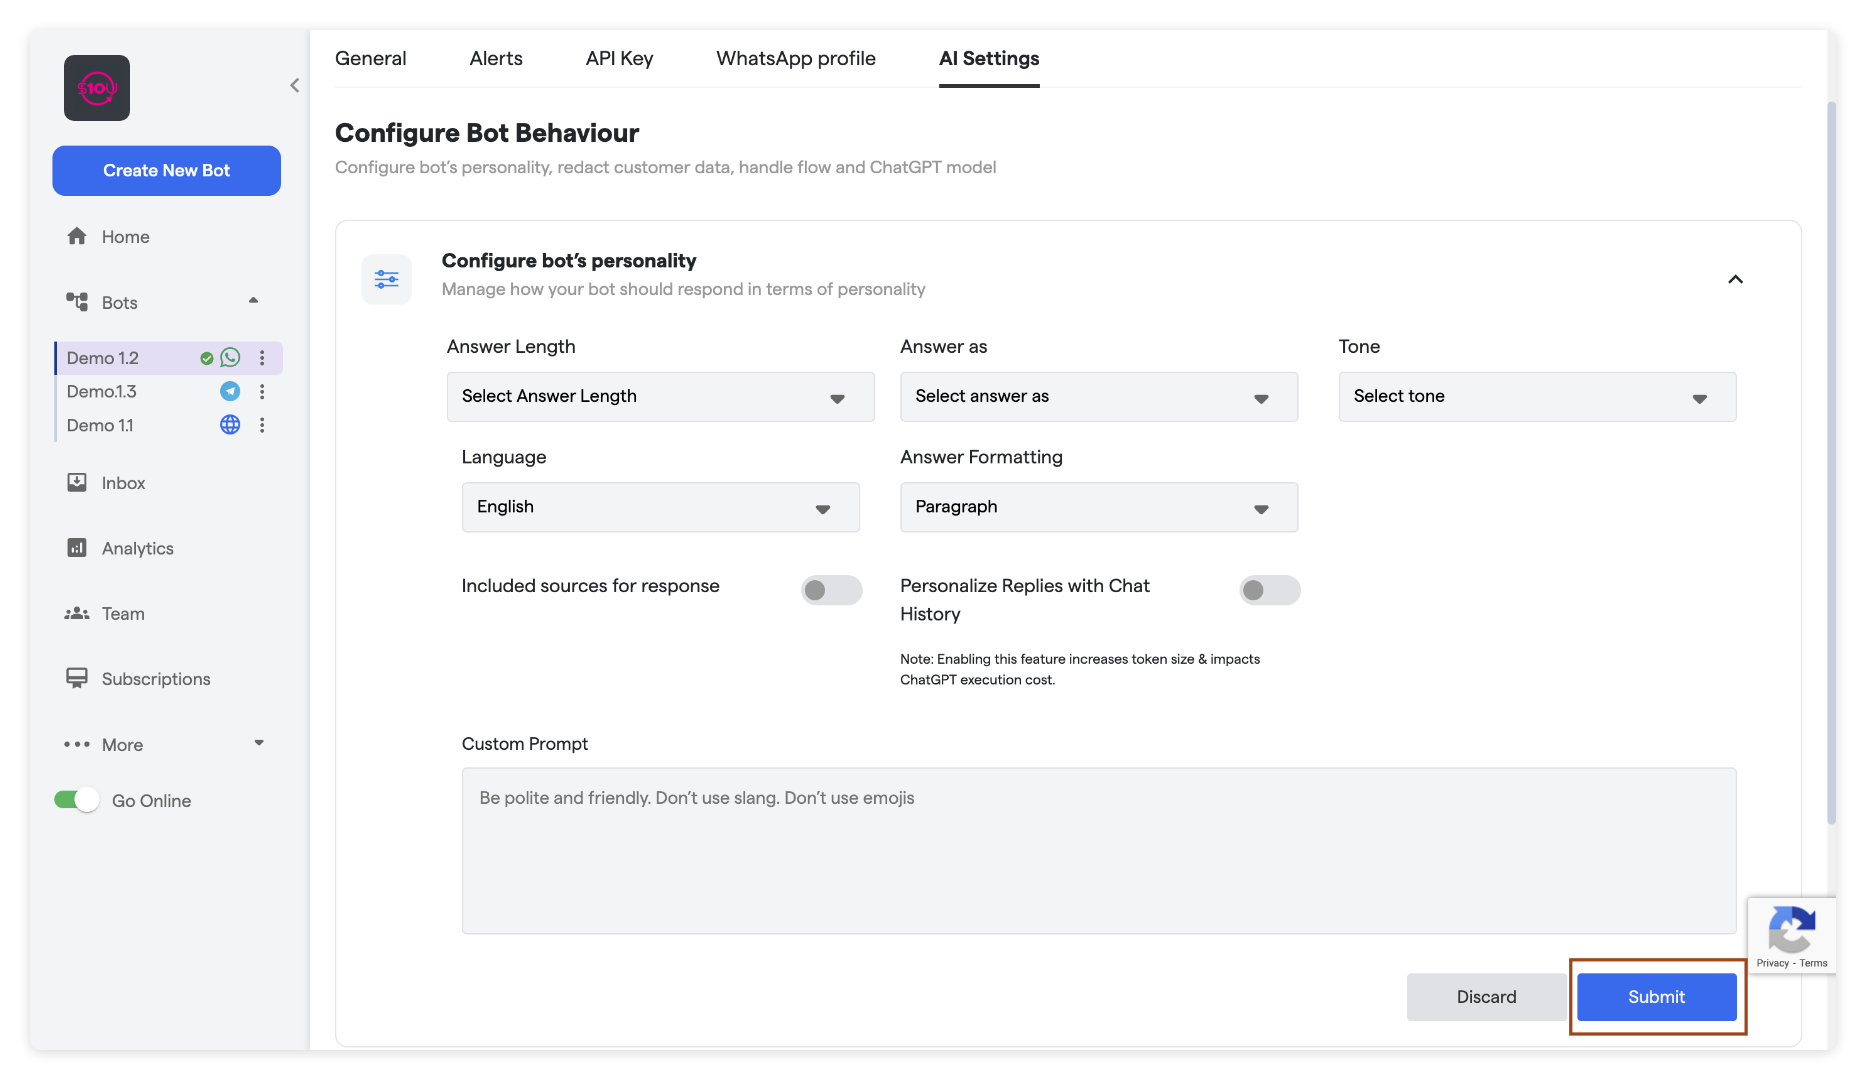 General Alerts API Key WhatsApp profile AI Settings
Create New Bot
Home
Bots
Demo 1.2
Demo.1.3
Demo 1.1
Inbox
Analytics
Team
Subscriptions
More
Go Online
Configure Bot Behaviour
Configure bot's personality, redact customer data, handle flow and ChatGPT model
Configure bot's personality
Manage how your bot should respond in terms of personality
Answer Length Answer as Tone
Select Answer Length Select answer as Select tone
Language Answer Formatting
English Paragraph
Included sources for response
Personalize Replies with Chat
History
Note: Enabling this feature increases token size & impacts
ChatGPT execution cost.
Custom Prompt
Be polite and friendly. Don't use slang. Don't use emojis
Privacy - Terms
Discard Submit